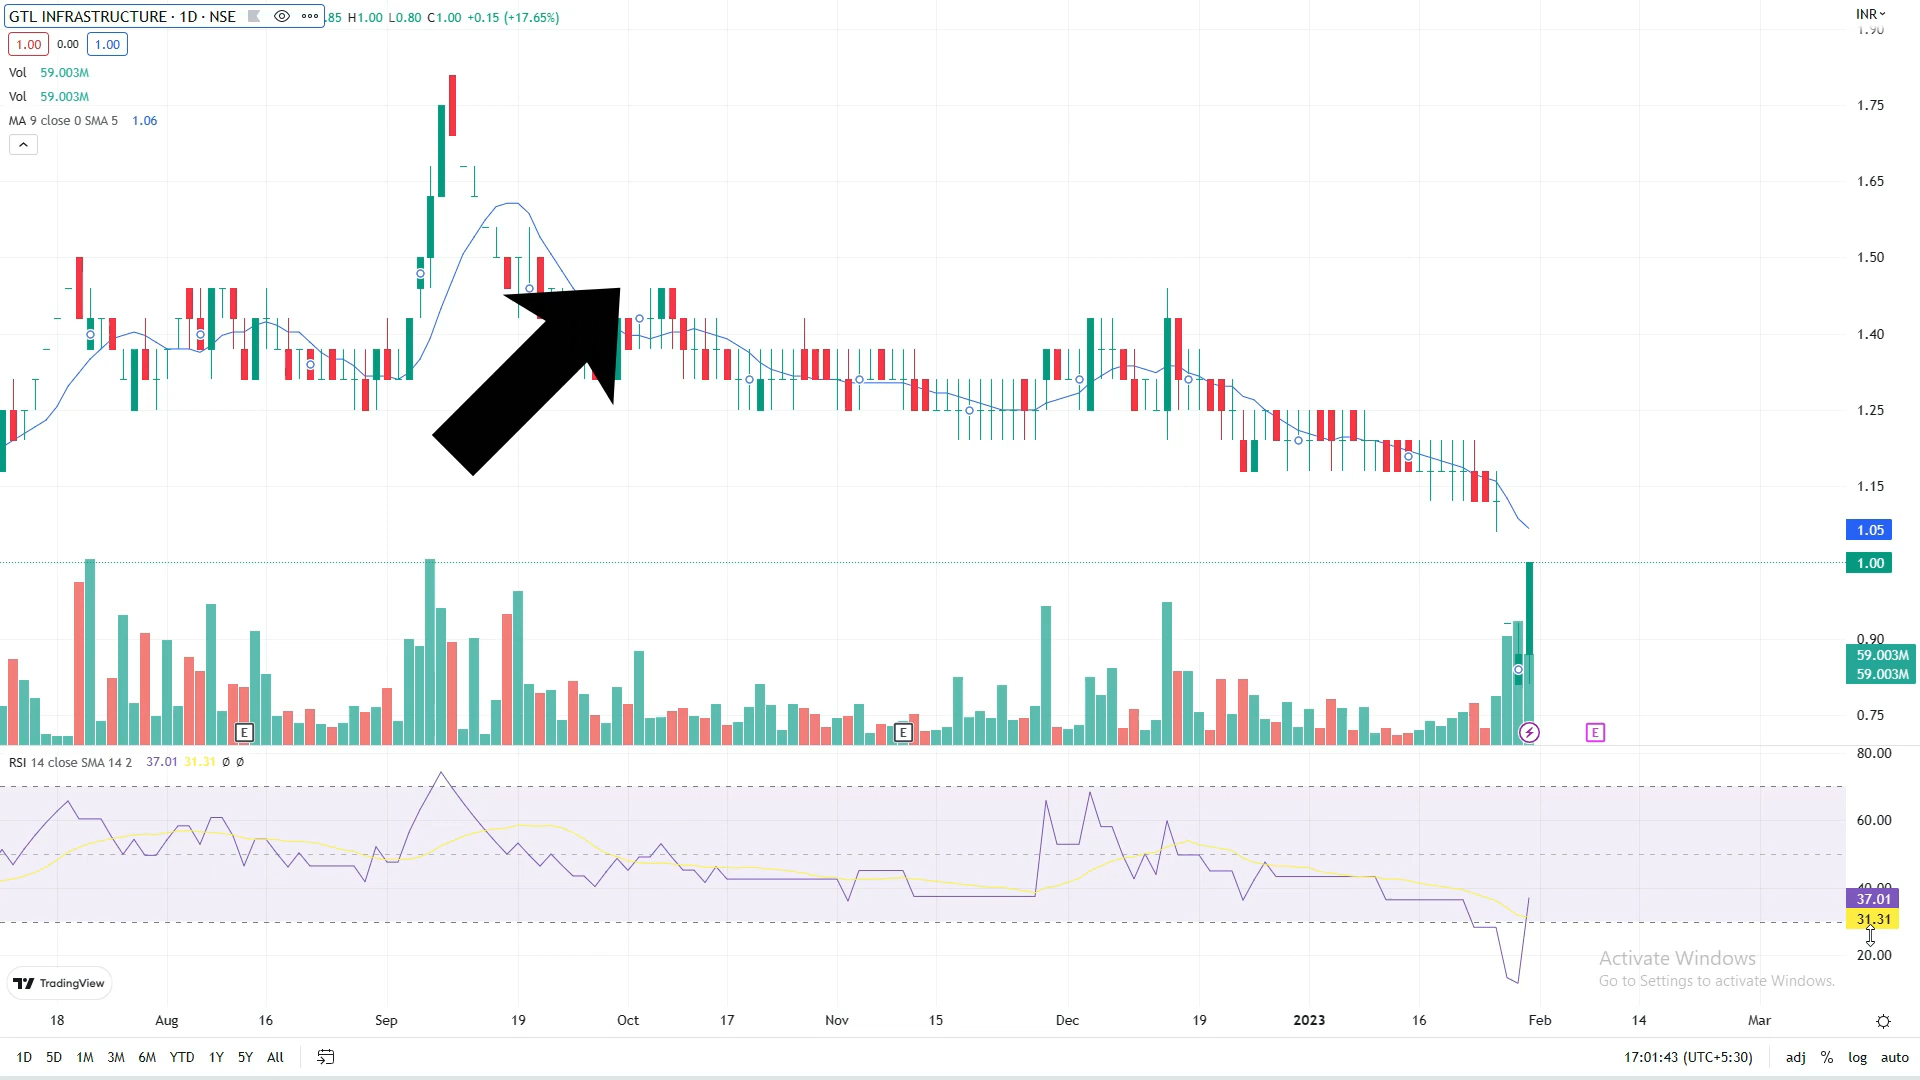 GTL INFRASTRUCTURE · 1D · NSE .85 H1.00 L0.80 C1.00 +0.15 (+17.65%)
INR
1.90
1.00 0.00 1.00
Vol 59.003M
Vol 59.003M
MA 9 close 0 SMA 5 1.06
1.75
1.65
1.50
1.40
1.25
1.15
1.05
1.00
0.90
59.003M
59.003M
0.75
E E E
RSI 14 close SMA 14 2 37.01 31.31 Ø Ø
80.00
60.00
40.00
37.01
31.31
20.00
Activate Windows
Go to Settings to activate Windows.
TradingView
18 Aug 16 Sep 19 Oct 17 Nov 15 Dec 19 2023 16 Feb 14 Mar
1D 5D 1M 3M 6M YTD 1Y 5Y All 17:01:43 (UTC+5:30) adj % log auto